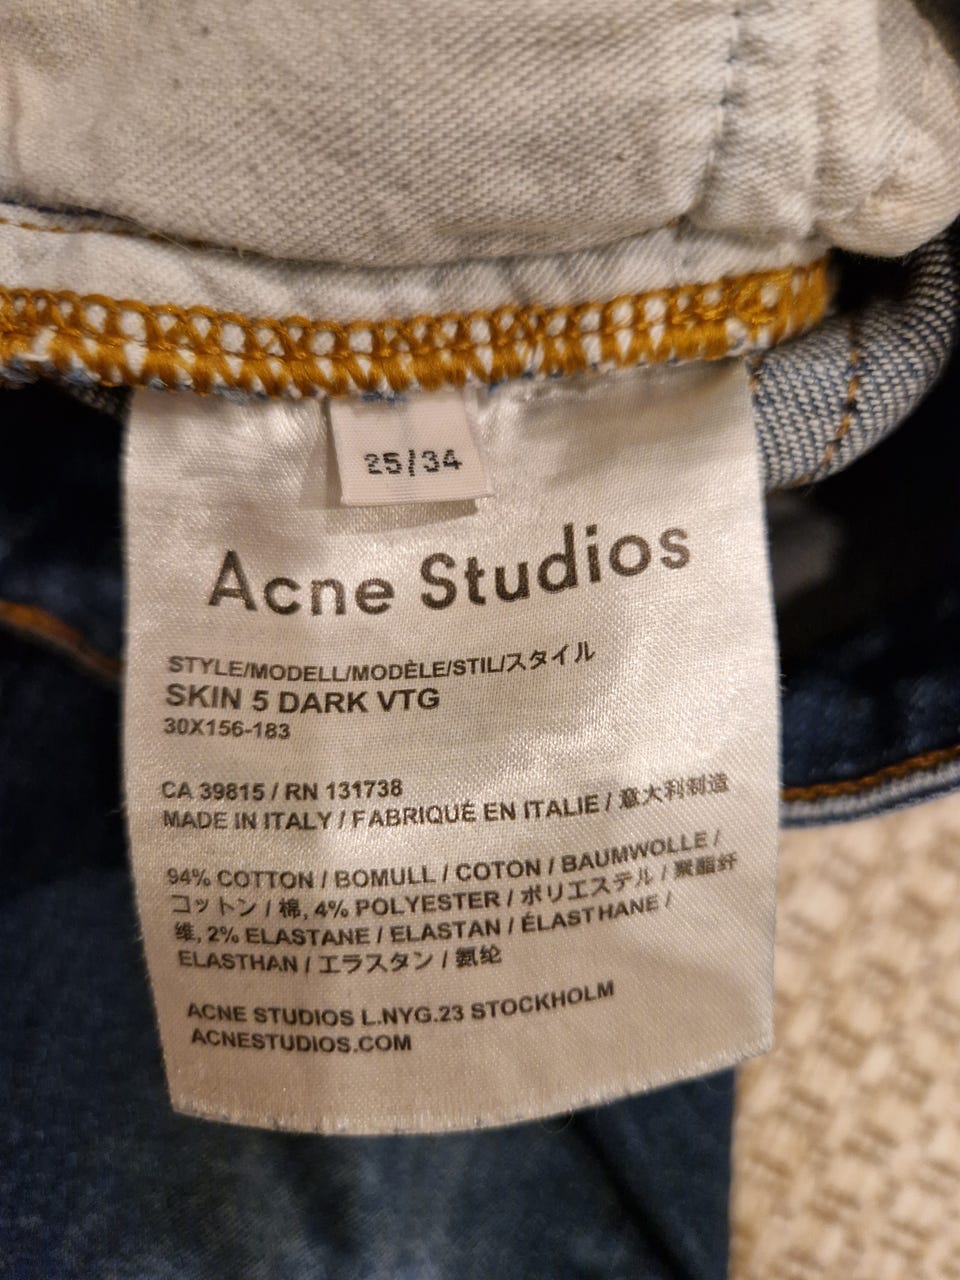 25/34
Acne Studios
STYLE/MODELL/MODÈLE/STIL/スタイル
SKIN 5 DARK VTG
30X156-183
CA 39815 / RN 131738
MADE IN ITALY / FABRIQUÉ EN ITALIE / 意大利制造
94% COTTON / BOMULL / COTON / BAUMWOLLE /
コットン / 棉, 4% POLYESTER / ポリエステル / 聚酯纤
维, 2% ELASTANE / ELASTAN / ÉLASTHANE /
ELASTHAN / エラスタン / 氨纶
ACNE STUDIOS L.NYG.23 STOCKHOLM
ACNESTUDIOS.COM